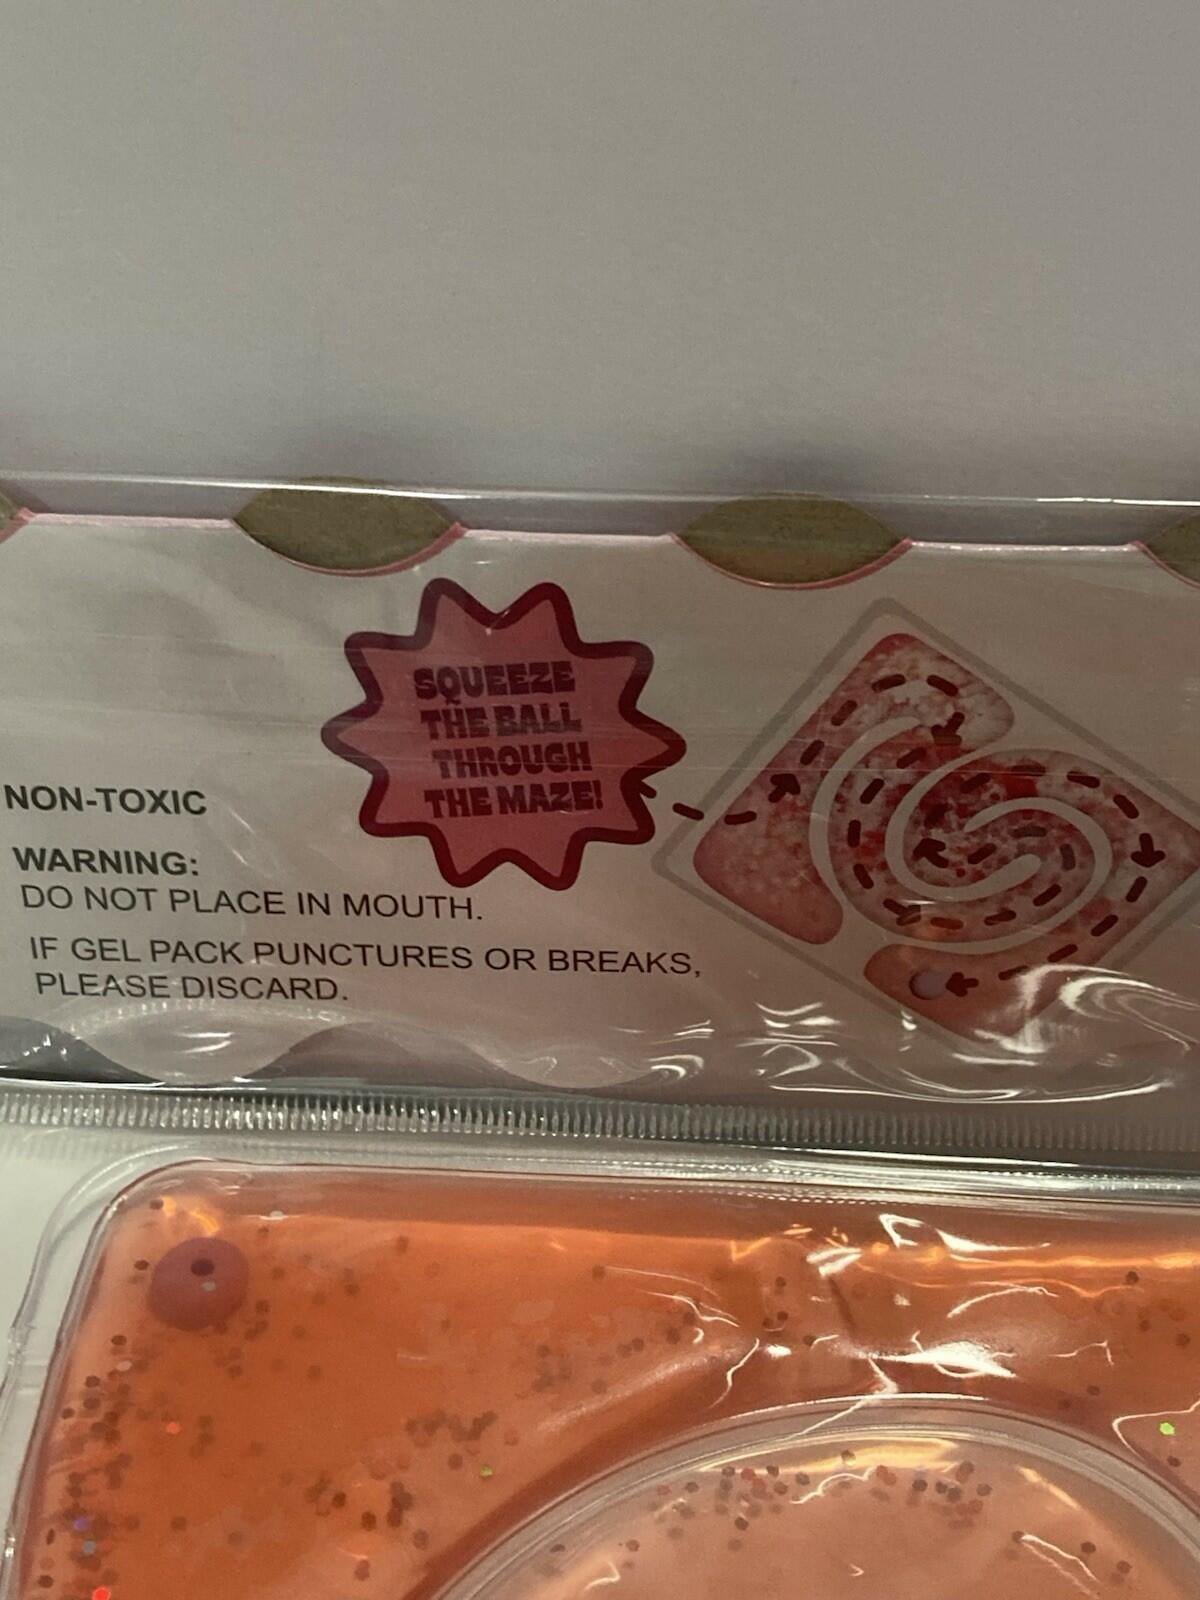 SQUEEZE
THE BALL
THROUGH
THE MAZE!
NON-TOXIC
WARNING:
DO NOT PLACE IN MOUTH.
IF GEL PACK PUNCTURES OR BREAKS,
PLEASE DISCARD.